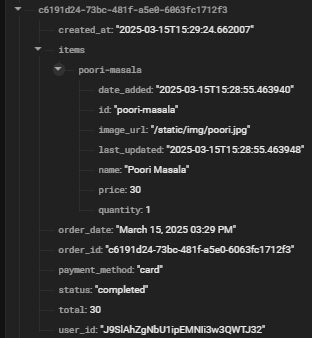 c6191d24-73bc-481f-a5e0-6063fc1712f3
created_at: "2025-03-15T15:29:24.662007"
items
poori-masala
date_added: "2025-03-15T15:28:55.463940"
id: "poori-masala"
image_url: "/static/img/poori.jpg"
last_updated: "2025-03-15T15:28:55.463948"
name: "Poori Masala"
price: 30
quantity: 1
order_date: "March 15, 2025 03:29 PM"
order_id: "c6191d24-73bc-481f-a5e0-6063fc1712f3"
payment_method: "card"
status: "completed"
total: 30
user_id: "J9SlAhZgNbU1ipEMNIi3w3QWTJ32"